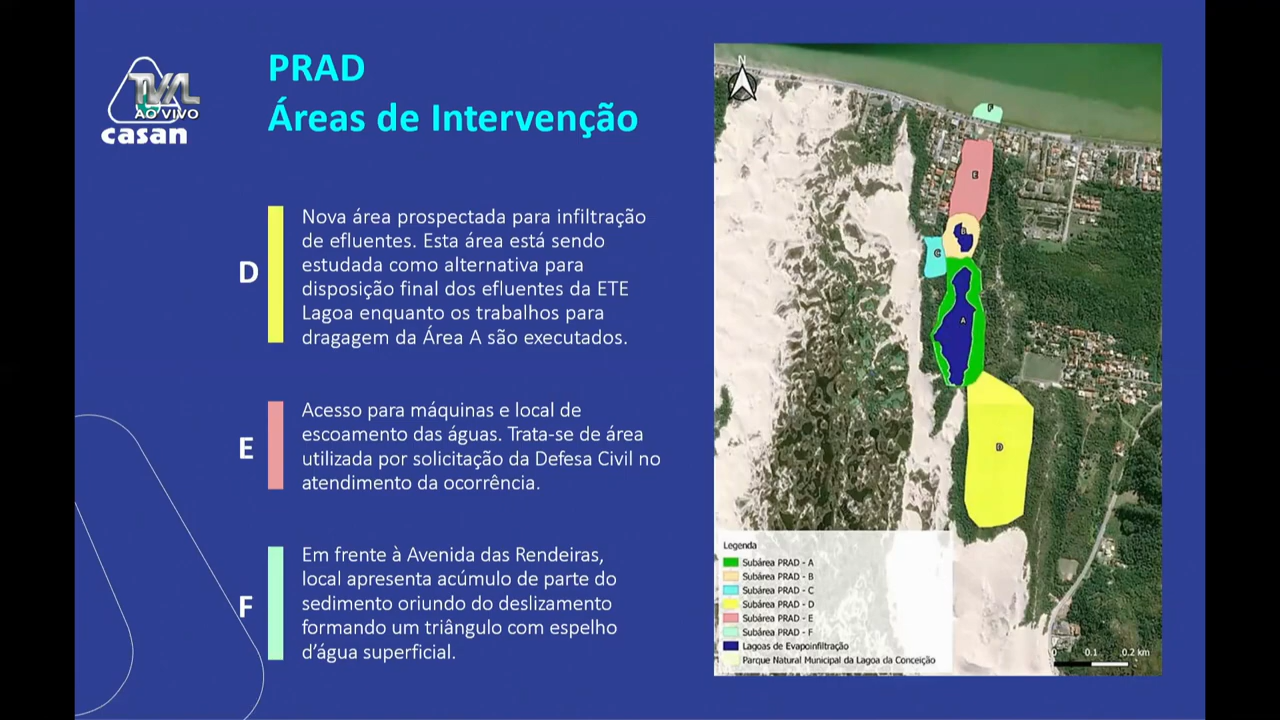 TVAL
AO VIVO
casan
PRAD
Áreas de Intervenção
D
Nova área prospectada para infiltração
de efluentes. Esta área está sendo
estudada como alternativa para
disposição final dos efluentes da ETE
Lagoa enquanto os trabalhos para
dragagem da Área A são executados.
E
Acesso para máquinas e local de
escoamento das águas. Trata-se de área
utilizada por solicitação da Defesa Civil no
atendimento da ocorrência.
F
Em frente à Avenida das Rendeiras,
local apresenta acúmulo de parte do
sedimento oriundo do deslizamento
formando um triângulo com espelho
d’água superficial.
N
F
E
B
C
A
D
Legenda
Subárea PRAD - A
Subárea PRAD - B
Subárea PRAD - C
Subárea PRAD - D
Subárea PRAD - E
Subárea PRAD - F
Lagoas de Evapoinfiltração
Parque Natural Municipal da Lagoa da Conceição
0 0.1 0.2 km